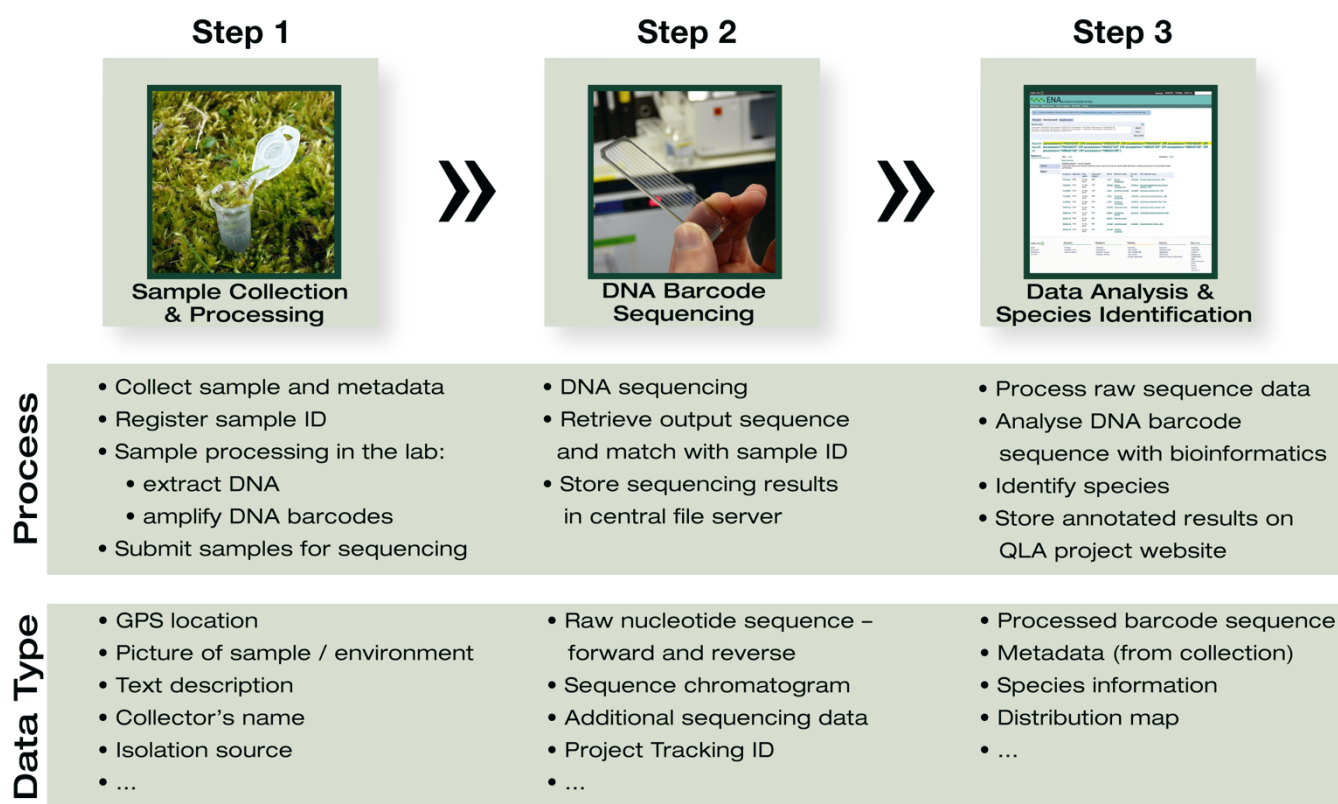 Step 1
Step 2
Step 3
ENA
Sample Collection
& Processing
DNA Barcode
Sequencing
Data Analysis &
Species Identification
Process
• Collect sample and metadata
• Register sample ID
• Sample processing in the lab:
• extract DNA
• amplify DNA barcodes
• Submit samples for sequencing
• DNA sequencing
• Retrieve output sequence
and match with sample ID
• Store sequencing results
in central file server
• Process raw sequence data
• Analyse DNA barcode
sequence with bioinformatics
• Identify species
• Store annotated results on
QLA project website
Data Type
• GPS location
• Picture of sample / environment
• Text description
• Collector’s name
• Isolation source
• ...
• Raw nucleotide sequence –
forward and reverse
• Sequence chromatogram
• Additional sequencing data
• Project Tracking ID
• ...
• Processed barcode sequence
• Metadata (from collection)
• Species information
• Distribution map
• ...